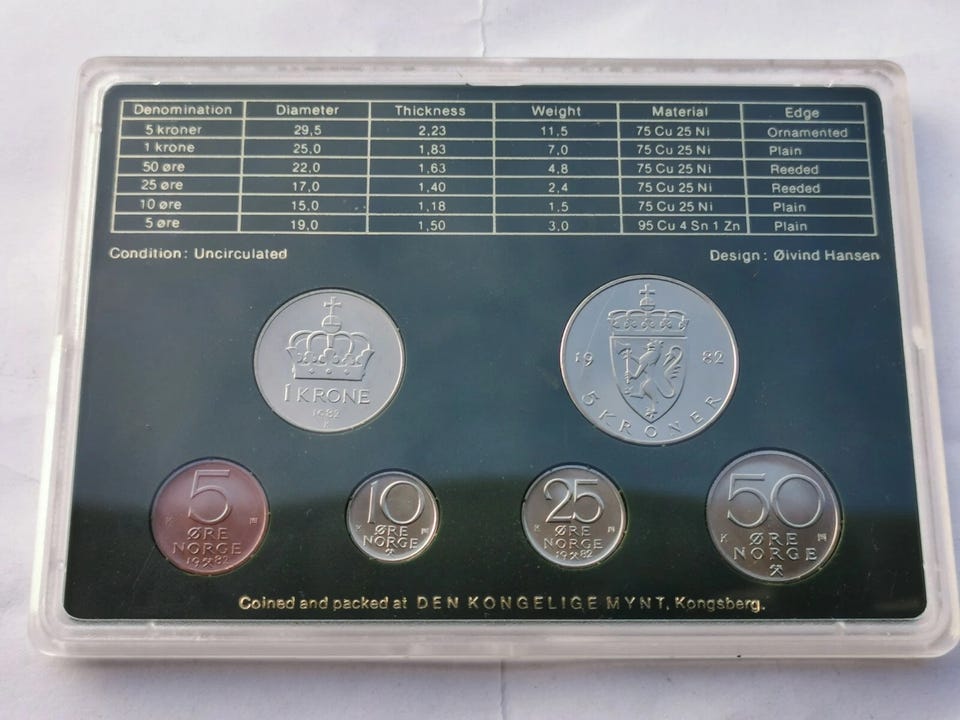 Denomination Diameter Thickness Weight Material Edge
5 kroner 29,5 2,23 11,5 75 Cu 25 Ni Ornamented
1 krone 25,0 1,83 7,0 75 Cu 25 Ni Plain
50 øre 22,0 1,63 4,8 75 Cu 25 Ni Reeded
25 øre 17,0 1,40 2,4 75 Cu 25 Ni Reeded
10 øre 15,0 1,18 1,5 75 Cu 25 Ni Plain
5 øre 19,0 1,50 3,0 95 Cu 4 Sn 1 Zn Plain
Condition: Uncirculated Design: Øivind Hansen
1 KRONE
1982
K
19 82
5 KRONER
5
K
ØRE
NORGE
19 82
10
K
ØRE
NORGE
25
K
ØRE
NORGE
19 82
50
K
ØRE
NORGE
Coined and packed at DEN KONGELIGE MYNT, Kongsberg.